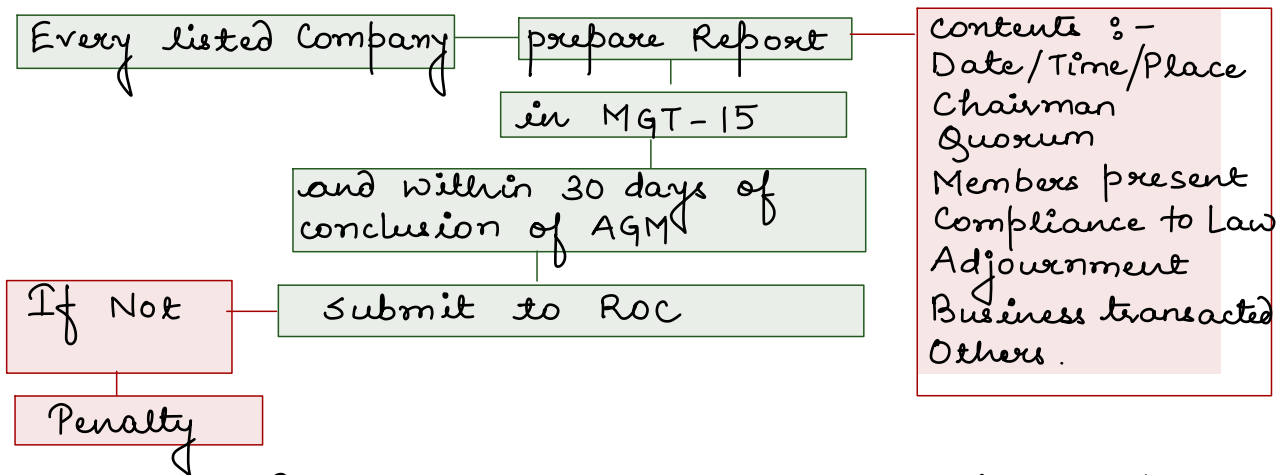 Every listed Company
prepare Report
in MGT-15
and within 30 days of
conclusion of AGM
submit to ROC
If Not
Penalty
contents :-
Date/Time/Place
Chairman
Quorum
Members present
Compliance to Law
Adjournment
Business transacted
Others.